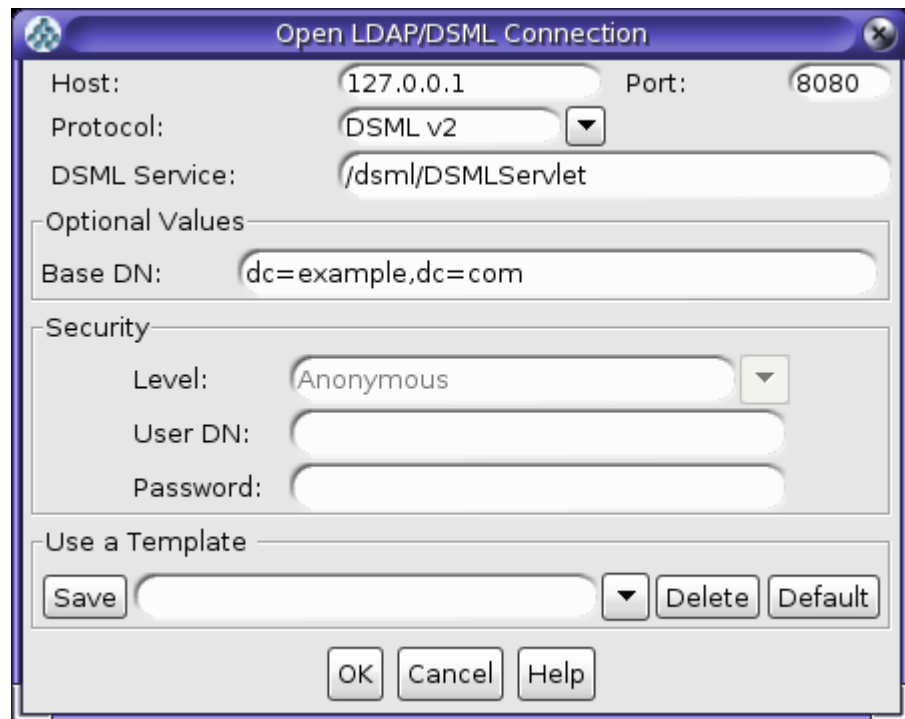 Open LDAP/DSML Connection
Host: 127.0.0.1 Port: 8080
Protocol: DSML v2
DSML Service: /dsml/DSMLServlet
Optional Values
Base DN: dc=example,dc=com
Security
Level: Anonymous
User DN:
Password:
Use a Template
Save Delete Default
OK Cancel Help